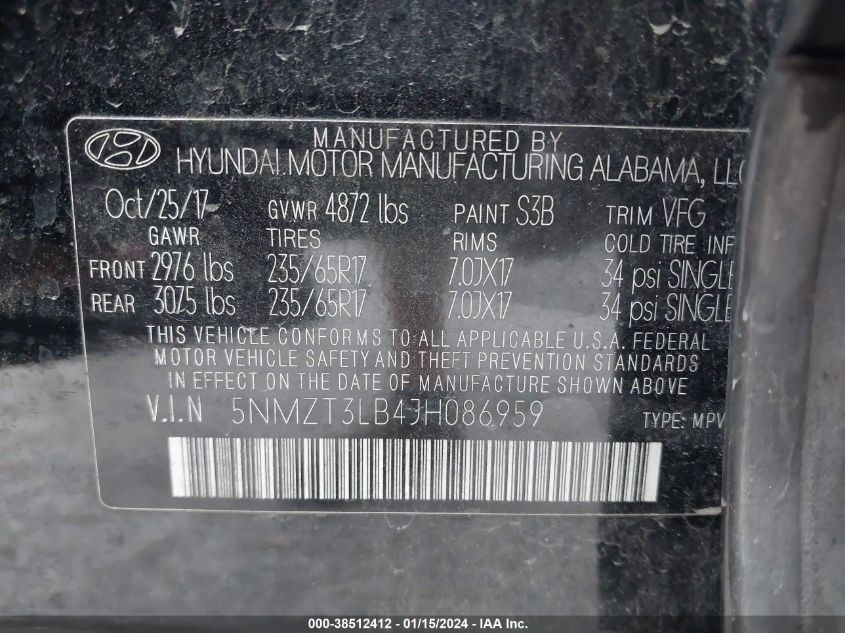 MANUFACTURED BY
HYUNDAI MOTOR MANUFACTURING ALABAMA, LLC
Oct/25/17 GVWR 4872 lbs PAINT S3B TRIM VFG
GAWR TIRES RIMS COLD TIRE INF
FRONT 2976 lbs 235/65R17 7.0JX17 34 psi SINGLE
REAR 3075 lbs 235/65R17 7.0JX17 34 psi SINGLE
THIS VEHICLE CONFORMS TO ALL APPLICABLE U.S.A. FEDERAL
MOTOR VEHICLE SAFETY AND THEFT PREVENTION STANDARDS
IN EFFECT ON THE DATE OF MANUFACTURE SHOWN ABOVE
V.I.N 5NMZT3LB4JH086959 TYPE: MPV
000-38512412 - 01/15/2024 - © IAA, Inc.